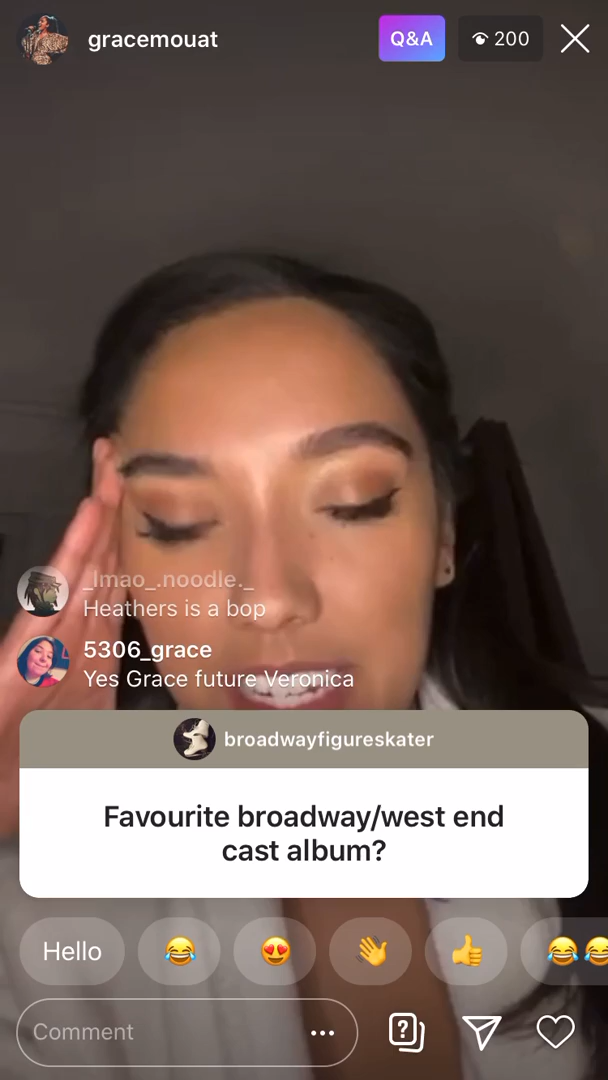 gracemouat
Q&A
200
_lmao_.noodle._
Heathers is a bop
5306_grace
Yes Grace future Veronica
broadwayfigureskater
Favourite broadway/west end
cast album?
Hello
Comment